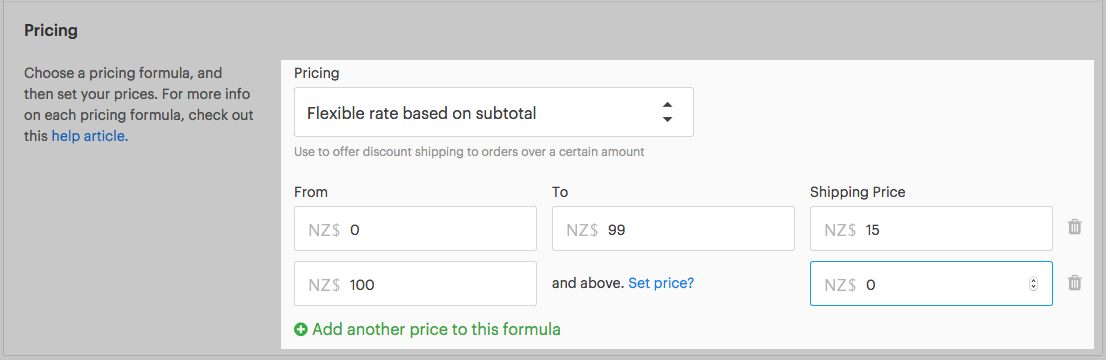 Pricing
Choose a pricing formula, and
then set your prices. For more info
on each pricing formula, check out
this help article.
Pricing
Flexible rate based on subtotal
Use to offer discount shipping to orders over a certain amount
From To Shipping Price
NZ$ 0 NZ$ 99 NZ$ 15
NZ$ 100 and above. Set price? NZ$ 0
Add another price to this formula